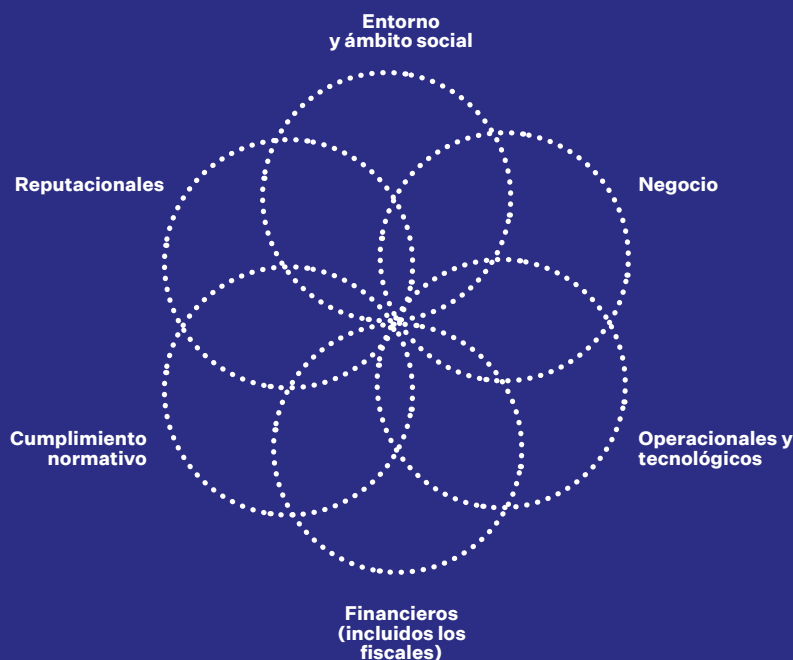 Entorno
y ámbito social
Reputacionales
Negocio
Cumplimiento
normativo
Operacionales y
tecnológicos
Financieros
(incluidos los
fiscales)